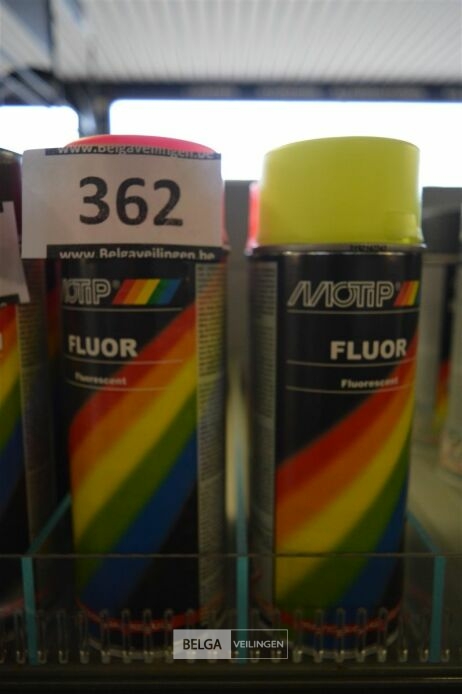 www.Belgaveilingen.be
362
www.Belgaveilingen.be
MOTIP
FLUOR
Fluorescent
MOTIP
FLUOR
Fluorescent
BELGA VEILINGEN